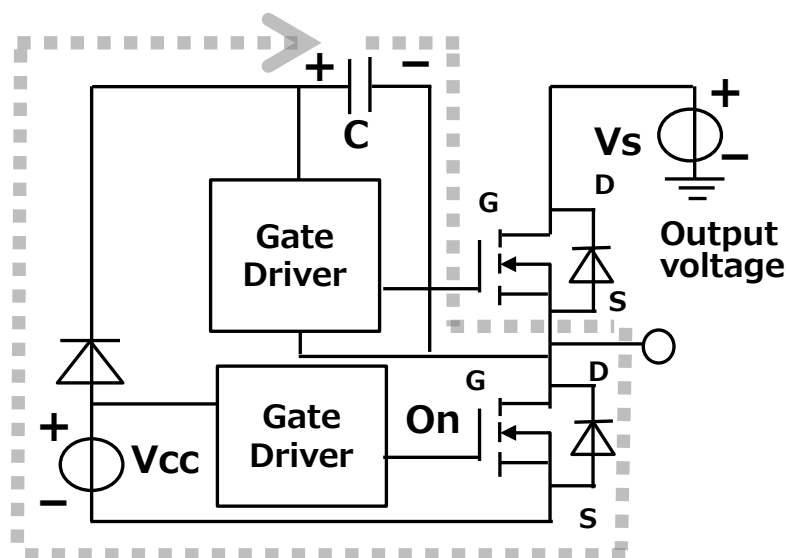 + −
C
+
Vs
−
D
G
Gate
Driver
Output
voltage
S
G
D
Gate
Driver
On
+
Vcc
−
S